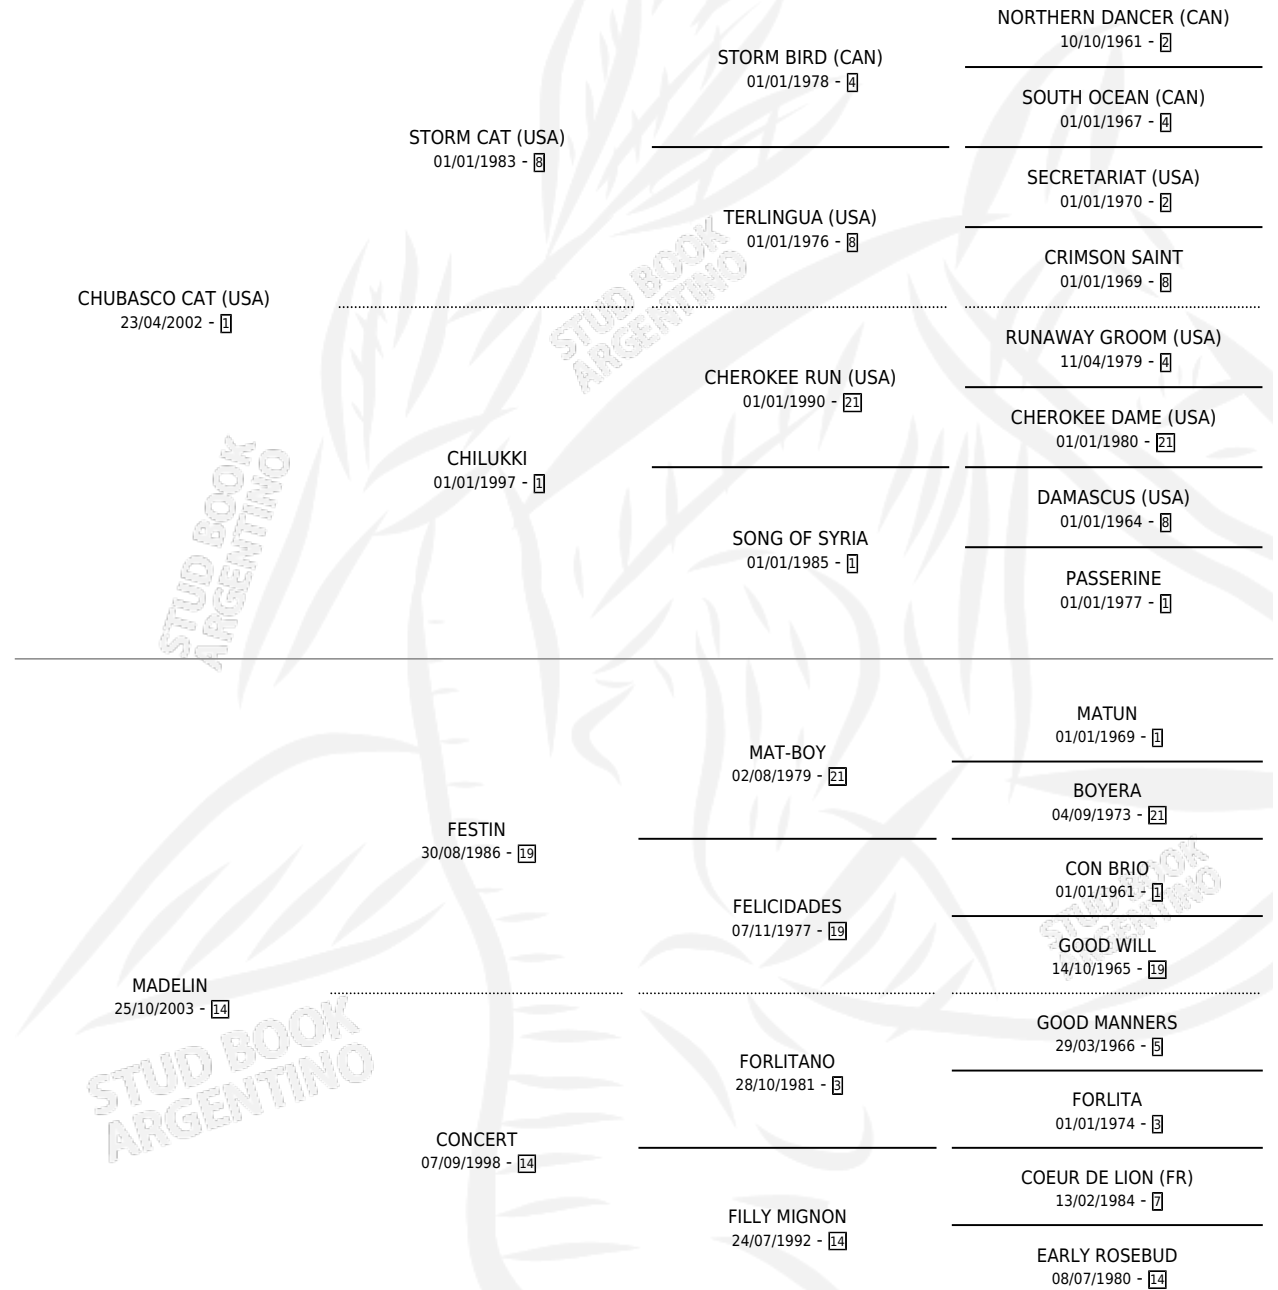 NORTHERN DANCER (CAN)
10/10/1961 - 2
STORM BIRD (CAN)
01/01/1978 - 4
SOUTH OCEAN (CAN)
01/01/1967 - 4
STORM CAT (USA)
01/01/1983 - 8
SECRETARIAT (USA)
01/01/1970 - 2
TERLINGUA (USA)
01/01/1976 - 8
CRIMSON SAINT
01/01/1969 - 8
CHUBASCO CAT (USA)
23/04/2002 - 1
STUD BOOK
ARGENTINO
RUNAWAY GROOM (USA)
11/04/1979 - 4
CHEROKEE RUN (USA)
01/01/1990 - 21
CHEROKEE DAME (USA)
01/01/1980 - 21
CHILUKKI
01/01/1997 - 1
DAMASCUS (USA)
01/01/1964 - 8
SONG OF SYRIA
01/01/1985 - 1
PASSERINE
01/01/1977 - 1
STUD BOOK
ARGENTINO
MATUN
01/01/1969 - 1
MAT-BOY
02/08/1979 - 21
BOYERA
04/09/1973 - 21
FESTIN
30/08/1986 - 19
CON BRIO
01/01/1961 - 1
FELICIDADES
07/11/1977 - 19
STUD BOOK
ARGENTINO
GOOD WILL
14/10/1965 - 19
MADELIN
25/10/2003 - 14
STUD BOOK
ARGENTINO
GOOD MANNERS
29/03/1966 - 5
FORLITANO
28/10/1981 - 3
FORLITA
01/01/1974 - 3
CONCERT
07/09/1998 - 14
COEUR DE LION (FR)
13/02/1984 - 7
FILLY MIGNON
24/07/1992 - 14
EARLY ROSEBUD
08/07/1980 - 14